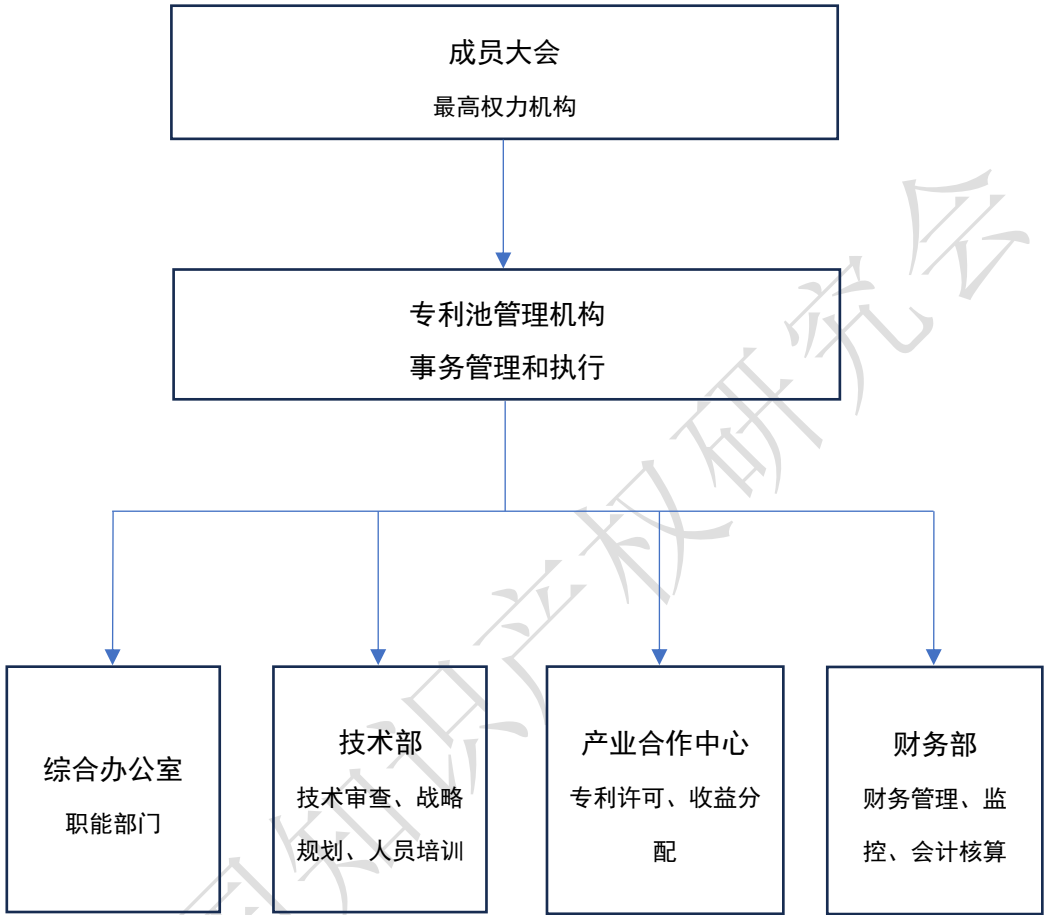 成员大会
最高权力机构
专利池管理机构
事务管理和执行
综合办公室
职能部门
技术部
技术审查、战略
规划、人员培训
产业合作中心
专利许可、收益分
配
财务部
财务管理、监
控、会计核算
国知识产权研究会